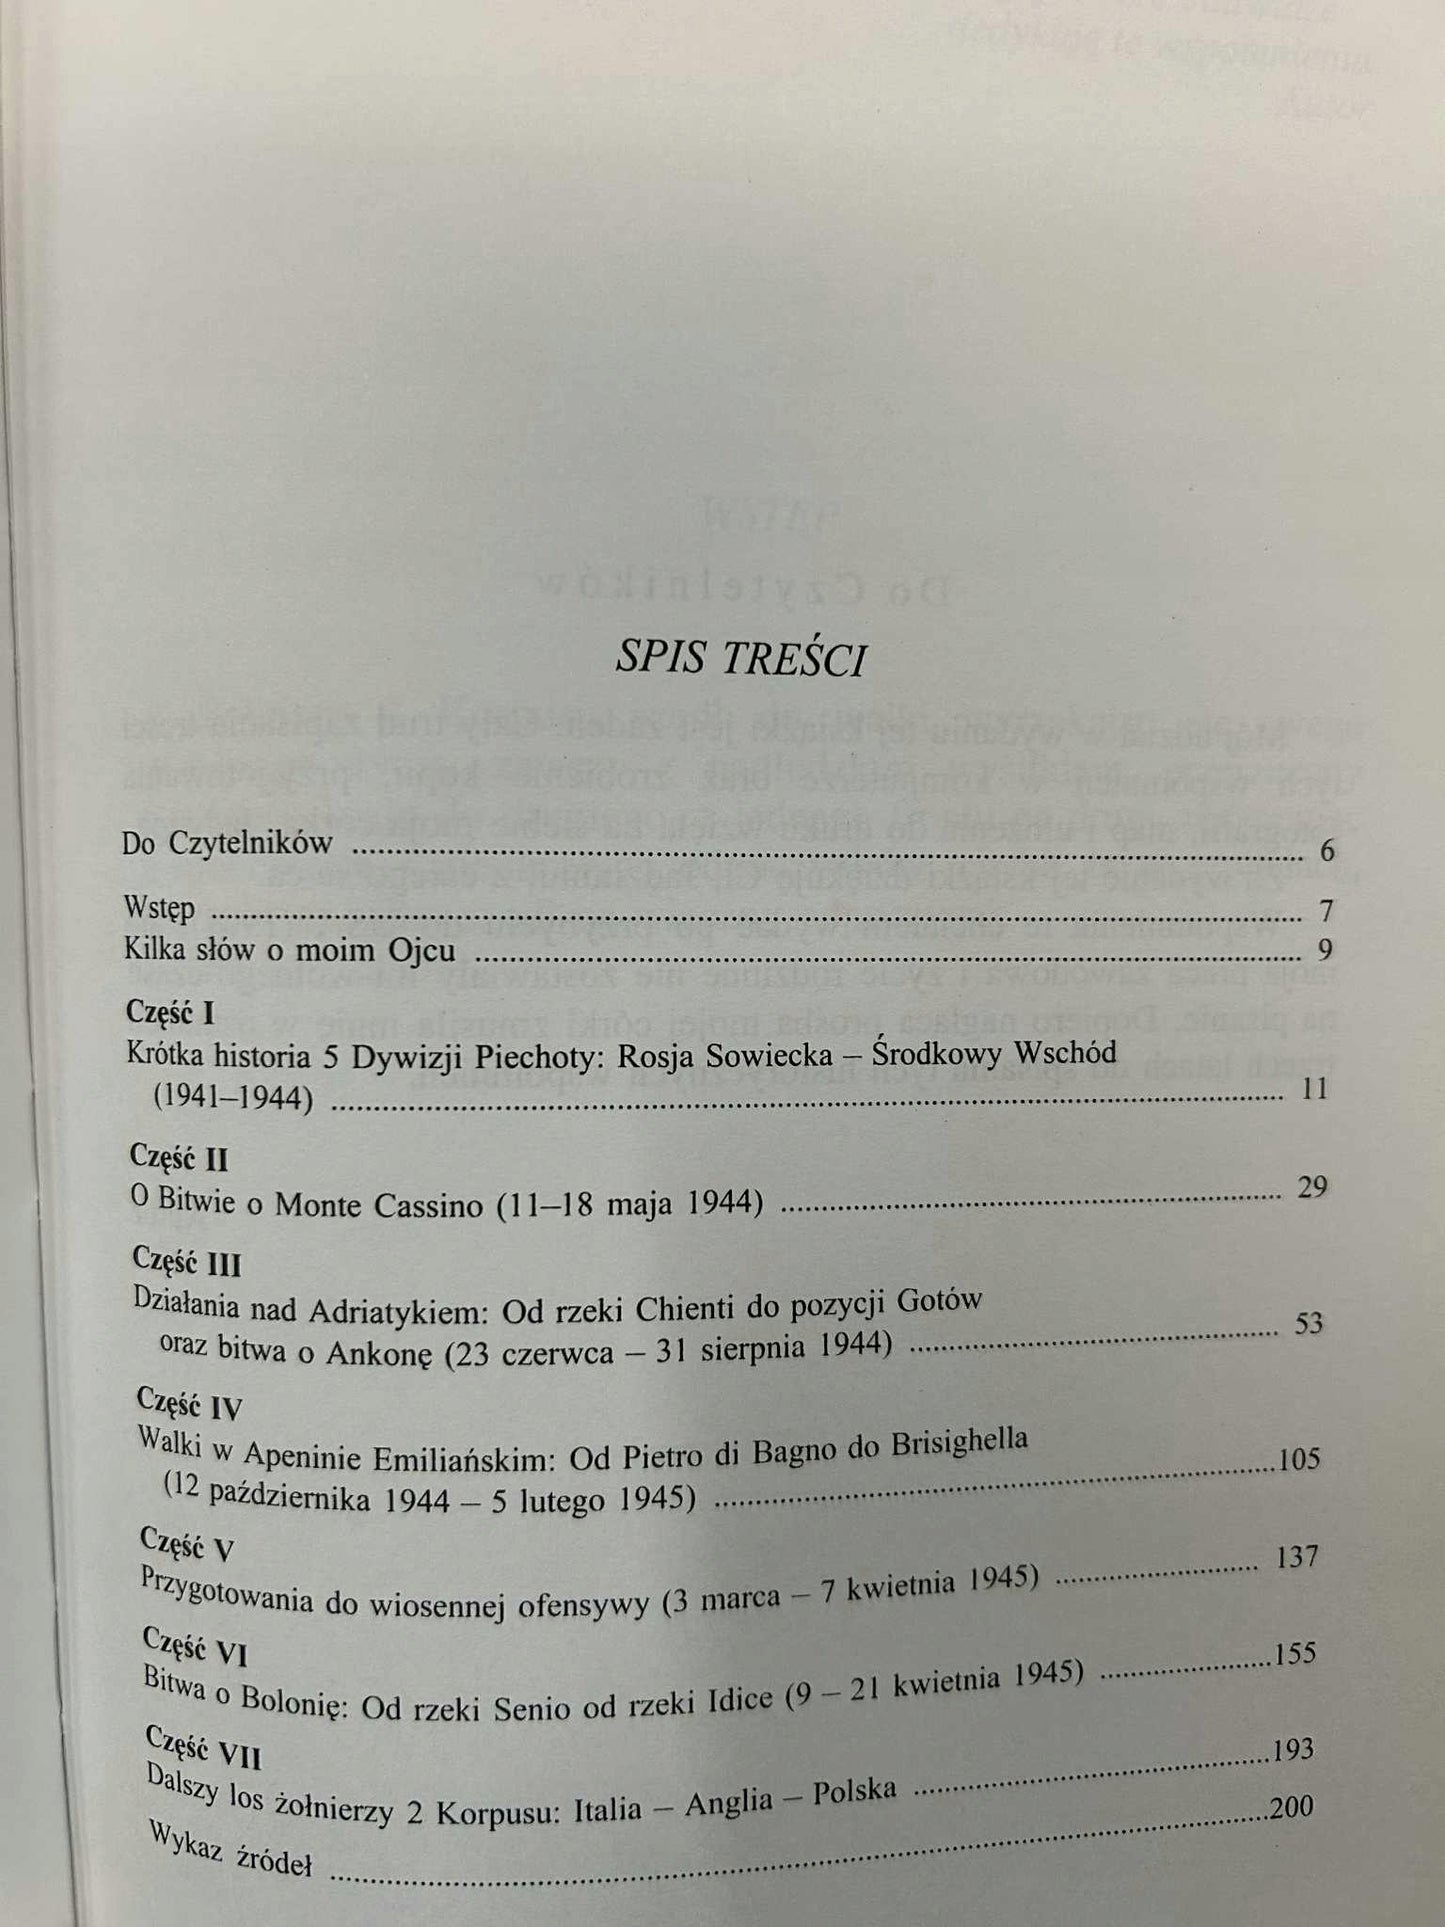 SPIS TREŚCI
Do Czytelników ........ 6
Wstęp ........ 7
Kilka słów o moim Ojcu ........ 9
Część I
Krótka historia 5 Dywizji Piechoty: Rosja Sowiecka – Środkowy Wschód
(1941–1944) ........ 11
Część II
O Bitwie o Monte Cassino (11–18 maja 1944) ........ 29
Część III
Działania nad Adriatykiem: Od rzeki Chienti do pozycji Gotów
oraz bitwa o Ankonę (23 czerwca – 31 sierpnia 1944) ........ 53
Część IV
Walki w Apeninie Emiliańskim: Od Pietro di Bagno do Brisighella
(12 października 1944 – 5 lutego 1945) ........ 105
Część V
Przygotowania do wiosennej ofensywy (3 marca – 7 kwietnia 1945) ........ 137
Część VI
Bitwa o Bolonię: Od rzeki Senio od rzeki Idice (9 – 21 kwietnia 1945) ........ 155
Część VII
Dalszy los żołnierzy 2 Korpusu: Italia – Anglia – Polska ........ 193
Wykaz źródeł ........ 200